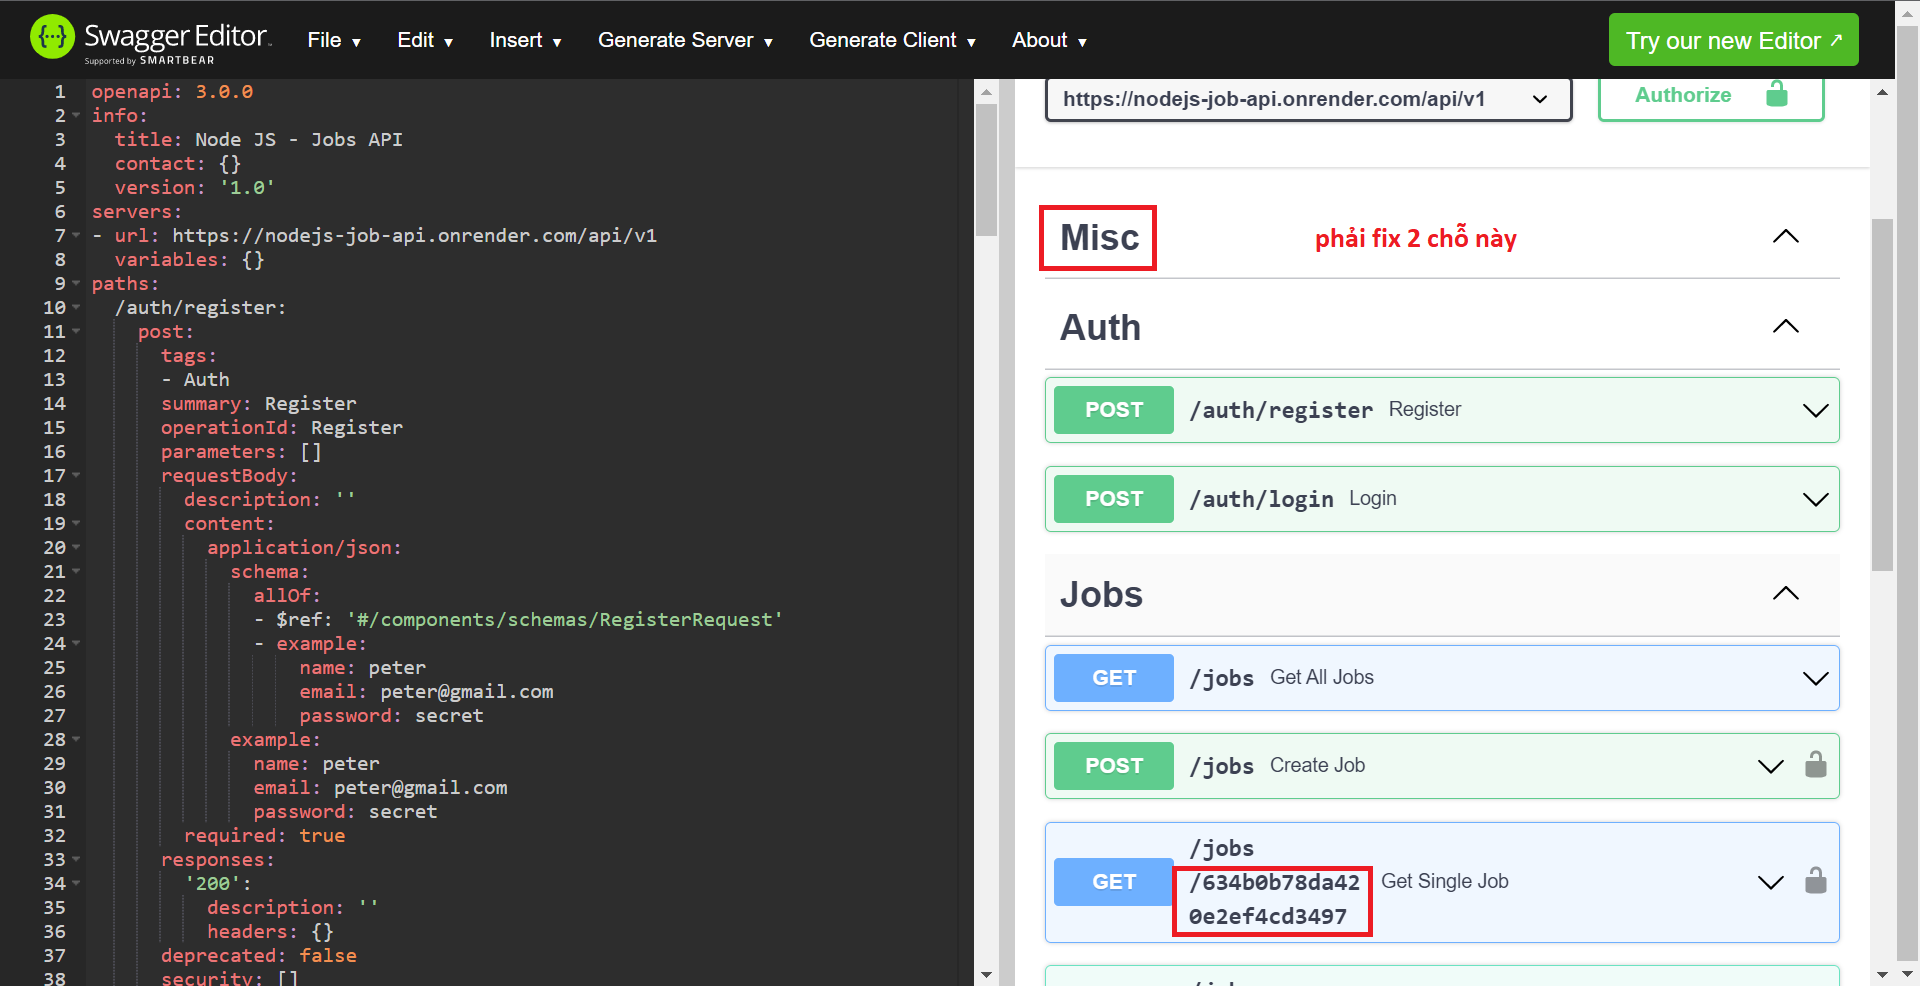 Swagger Editor
Supported by SMARTBEAR
File Edit Insert Generate Server Generate Client About
Try our new Editor ↗
1 openapi: 3.0.0
2 info:
3 title: Node JS - Jobs API
4 contact: {}
5 version: '1.0'
6 servers:
7 - url: https://nodejs-job-api.onrender.com/api/v1
8 variables: {}
9 paths:
10 /auth/register:
11 post:
12 tags:
13 - Auth
14 summary: Register
15 operationId: Register
16 parameters: []
17 requestBody:
18 description: ''
19 content:
20 application/json:
21 schema:
22 allOf:
23 - $ref: '#/components/schemas/RegisterRequest'
24 - example:
25 name: peter
26 email: peter@gmail.com
27 password: secret
28 example:
29 name: peter
30 email: peter@gmail.com
31 password: secret
32 required: true
33 responses:
34 '200':
35 description: ''
36 headers: {}
37 deprecated: false
38 security: []
https://nodejs-job-api.onrender.com/api/v1
Authorize
Misc
phải fix 2 chỗ này
Auth
POST /auth/register Register
POST /auth/login Login
Jobs
GET /jobs Get All Jobs
POST /jobs Create Job
/jobs
GET /634b0b78da42 Get Single Job
0e2ef4cd3497